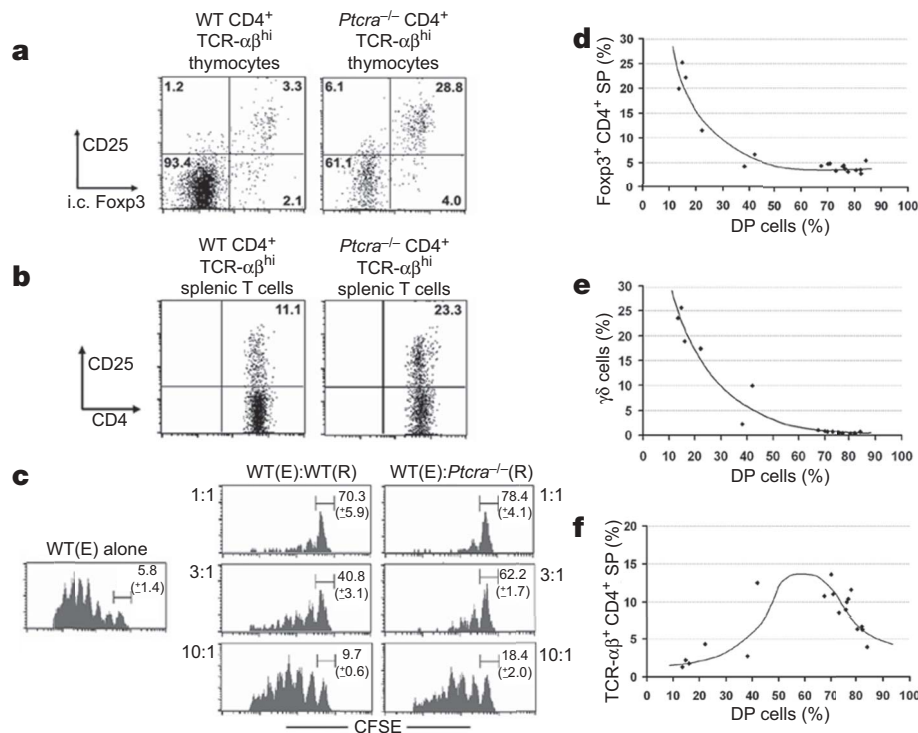 a
WT CD4+
TCR-αβhi
thymocytes
Ptcra−/− CD4+
TCR-αβhi
thymocytes
1.2
3.3
93.4
2.1
6.1
28.8
61.1
4.0
CD25
i.c. Foxp3
b
WT CD4+
TCR-αβhi
splenic T cells
Ptcra−/− CD4+
TCR-αβhi
splenic T cells
11.1
23.3
CD25
CD4
c
WT(E) alone
5.8
(±1.4)
WT(E):WT(R)
WT(E):Ptcra−/−(R)
1:1
70.3
(±5.9)
78.4
(±4.1)
1:1
3:1
40.8
(±3.1)
62.2
(±1.7)
3:1
10:1
9.7
(±0.6)
18.4
(±2.0)
10:1
CFSE
d
Foxp3+ CD4+ SP (%)
30
25
20
15
10
5
0
0 10 20 30 40 50 60 70 80 90 100
DP cells (%)
e
γδ cells (%)
30
25
20
15
10
5
0
0 10 20 30 40 50 60 70 80 90 100
DP cells (%)
f
TCR-αβ+ CD4+ SP (%)
20
15
10
5
0
0 10 20 30 40 50 60 70 80 90 100
DP cells (%)